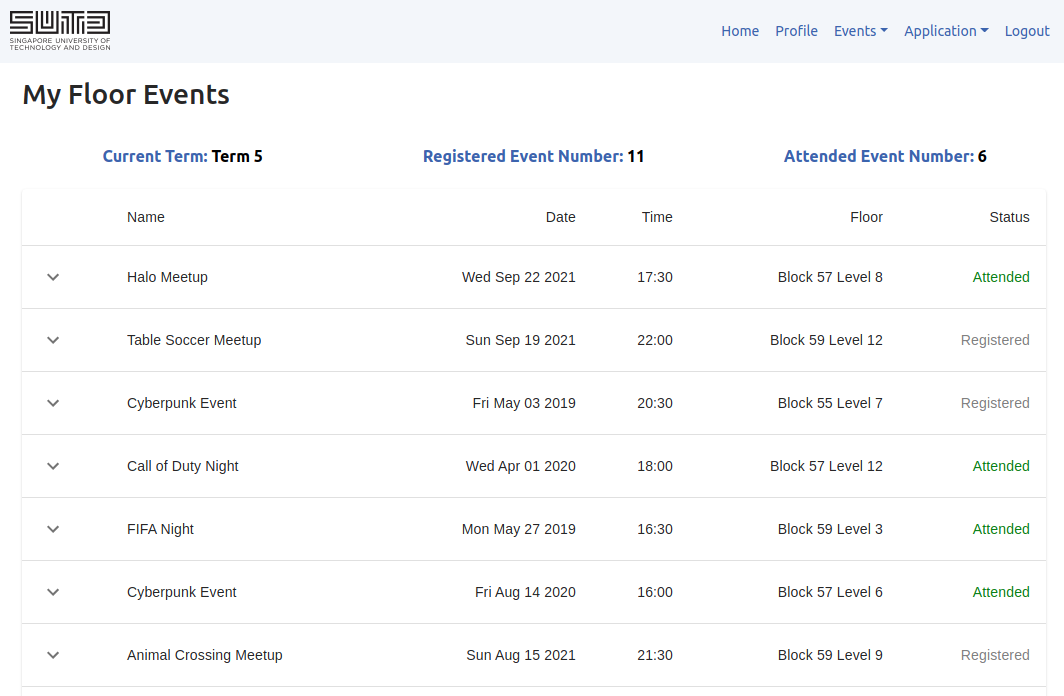 SUTD
SINGAPORE UNIVERSITY OF
TECHNOLOGY AND DESIGN
Home Profile Events Application Logout
My Floor Events
Current Term: Term 5 Registered Event Number: 11 Attended Event Number: 6
Name Date Time Floor Status
Halo Meetup Wed Sep 22 2021 17:30 Block 57 Level 8 Attended
Table Soccer Meetup Sun Sep 19 2021 22:00 Block 59 Level 12 Registered
Cyberpunk Event Fri May 03 2019 20:30 Block 55 Level 7 Registered
Call of Duty Night Wed Apr 01 2020 18:00 Block 57 Level 12 Attended
FIFA Night Mon May 27 2019 16:30 Block 59 Level 3 Attended
Cyberpunk Event Fri Aug 14 2020 16:00 Block 57 Level 6 Attended
Animal Crossing Meetup Sun Aug 15 2021 21:30 Block 59 Level 9 Registered